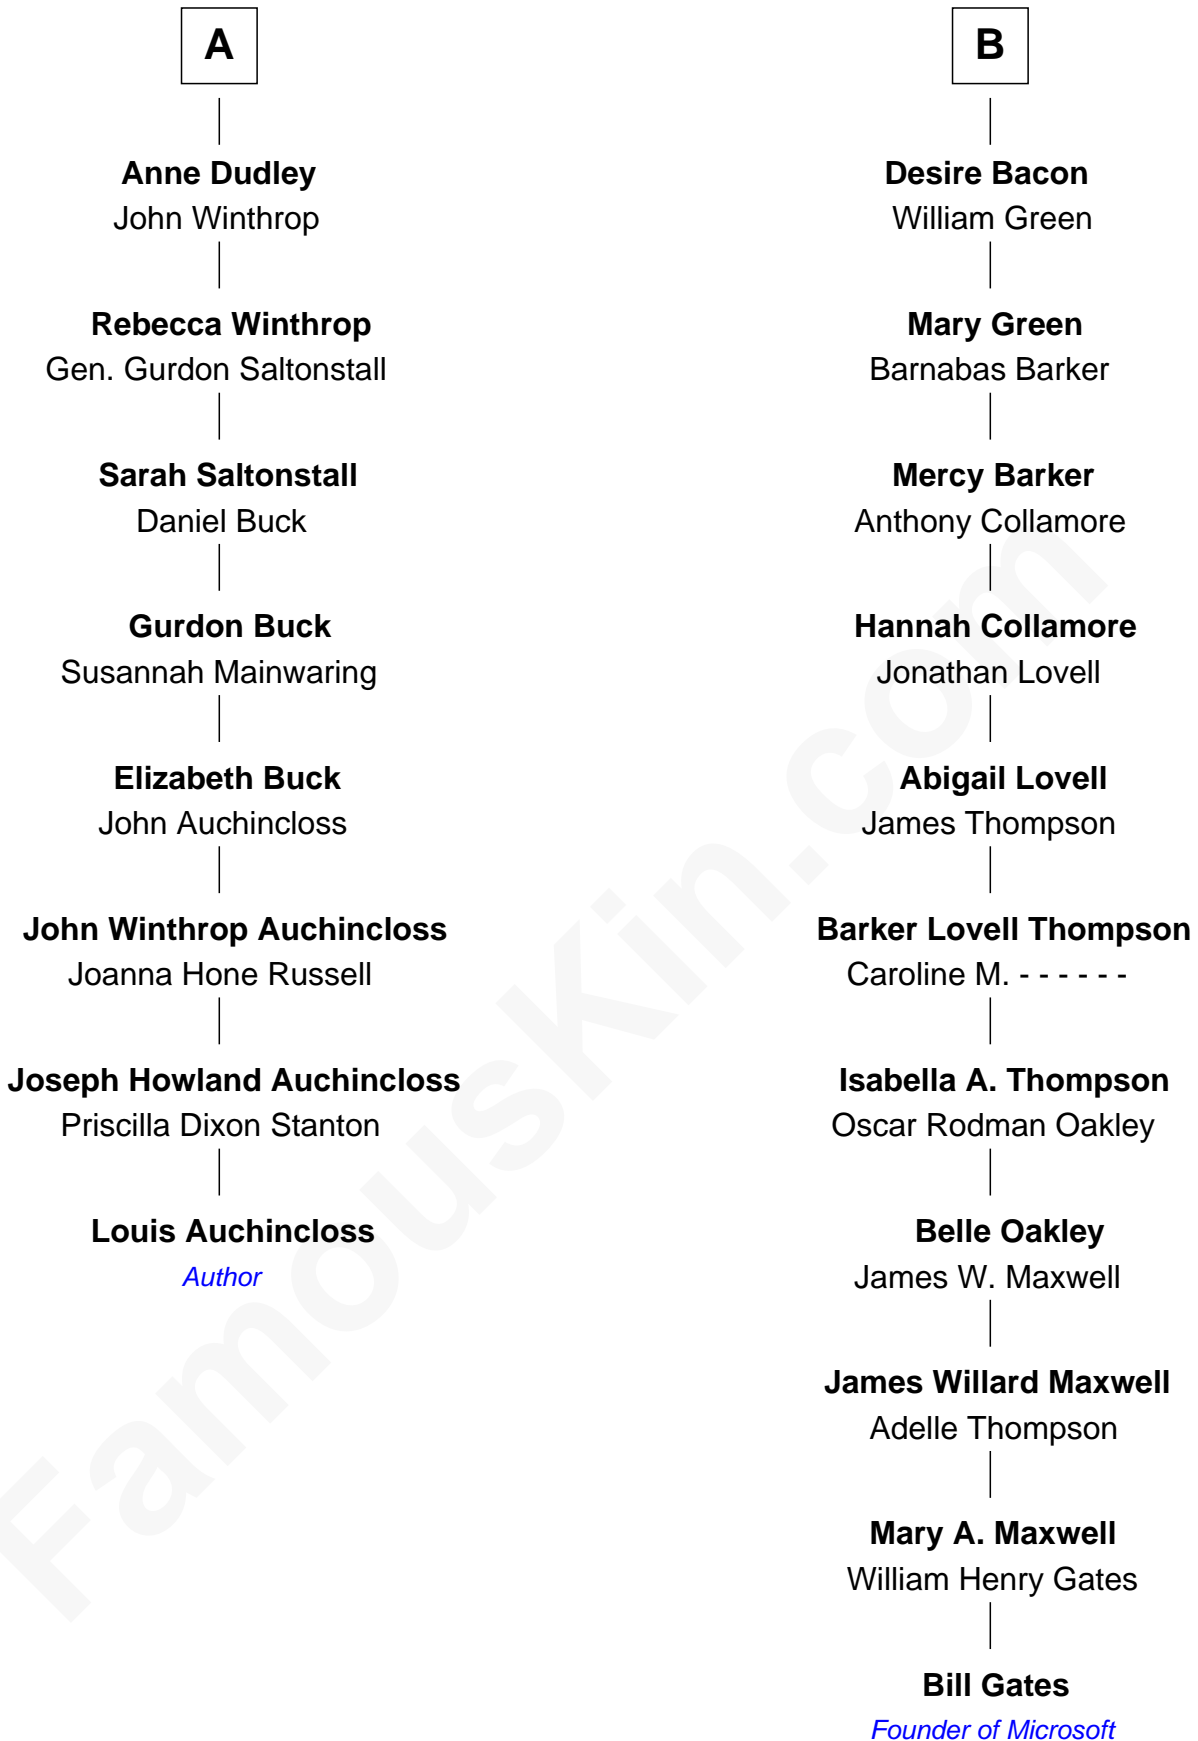 A
Anne Dudley
John Winthrop
Rebecca Winthrop
Gen. Gurdon Saltonstall
Sarah Saltonstall
Daniel Buck
Gurdon Buck
Susannah Mainwaring
Elizabeth Buck
John Auchincloss
John Winthrop Auchincloss
Joanna Hone Russell
Joseph Howland Auchincloss
Priscilla Dixon Stanton
Louis Auchincloss
Author
B
Desire Bacon
William Green
Mary Green
Barnabas Barker
Mercy Barker
Anthony Collamore
Hannah Collamore
Jonathan Lovell
Abigail Lovell
James Thompson
Barker Lovell Thompson
Caroline M. - - - - - -
Isabella A. Thompson
Oscar Rodman Oakley
Belle Oakley
James W. Maxwell
James Willard Maxwell
Adelle Thompson
Mary A. Maxwell
William Henry Gates
Bill Gates
Founder of Microsoft
FamousKin.com